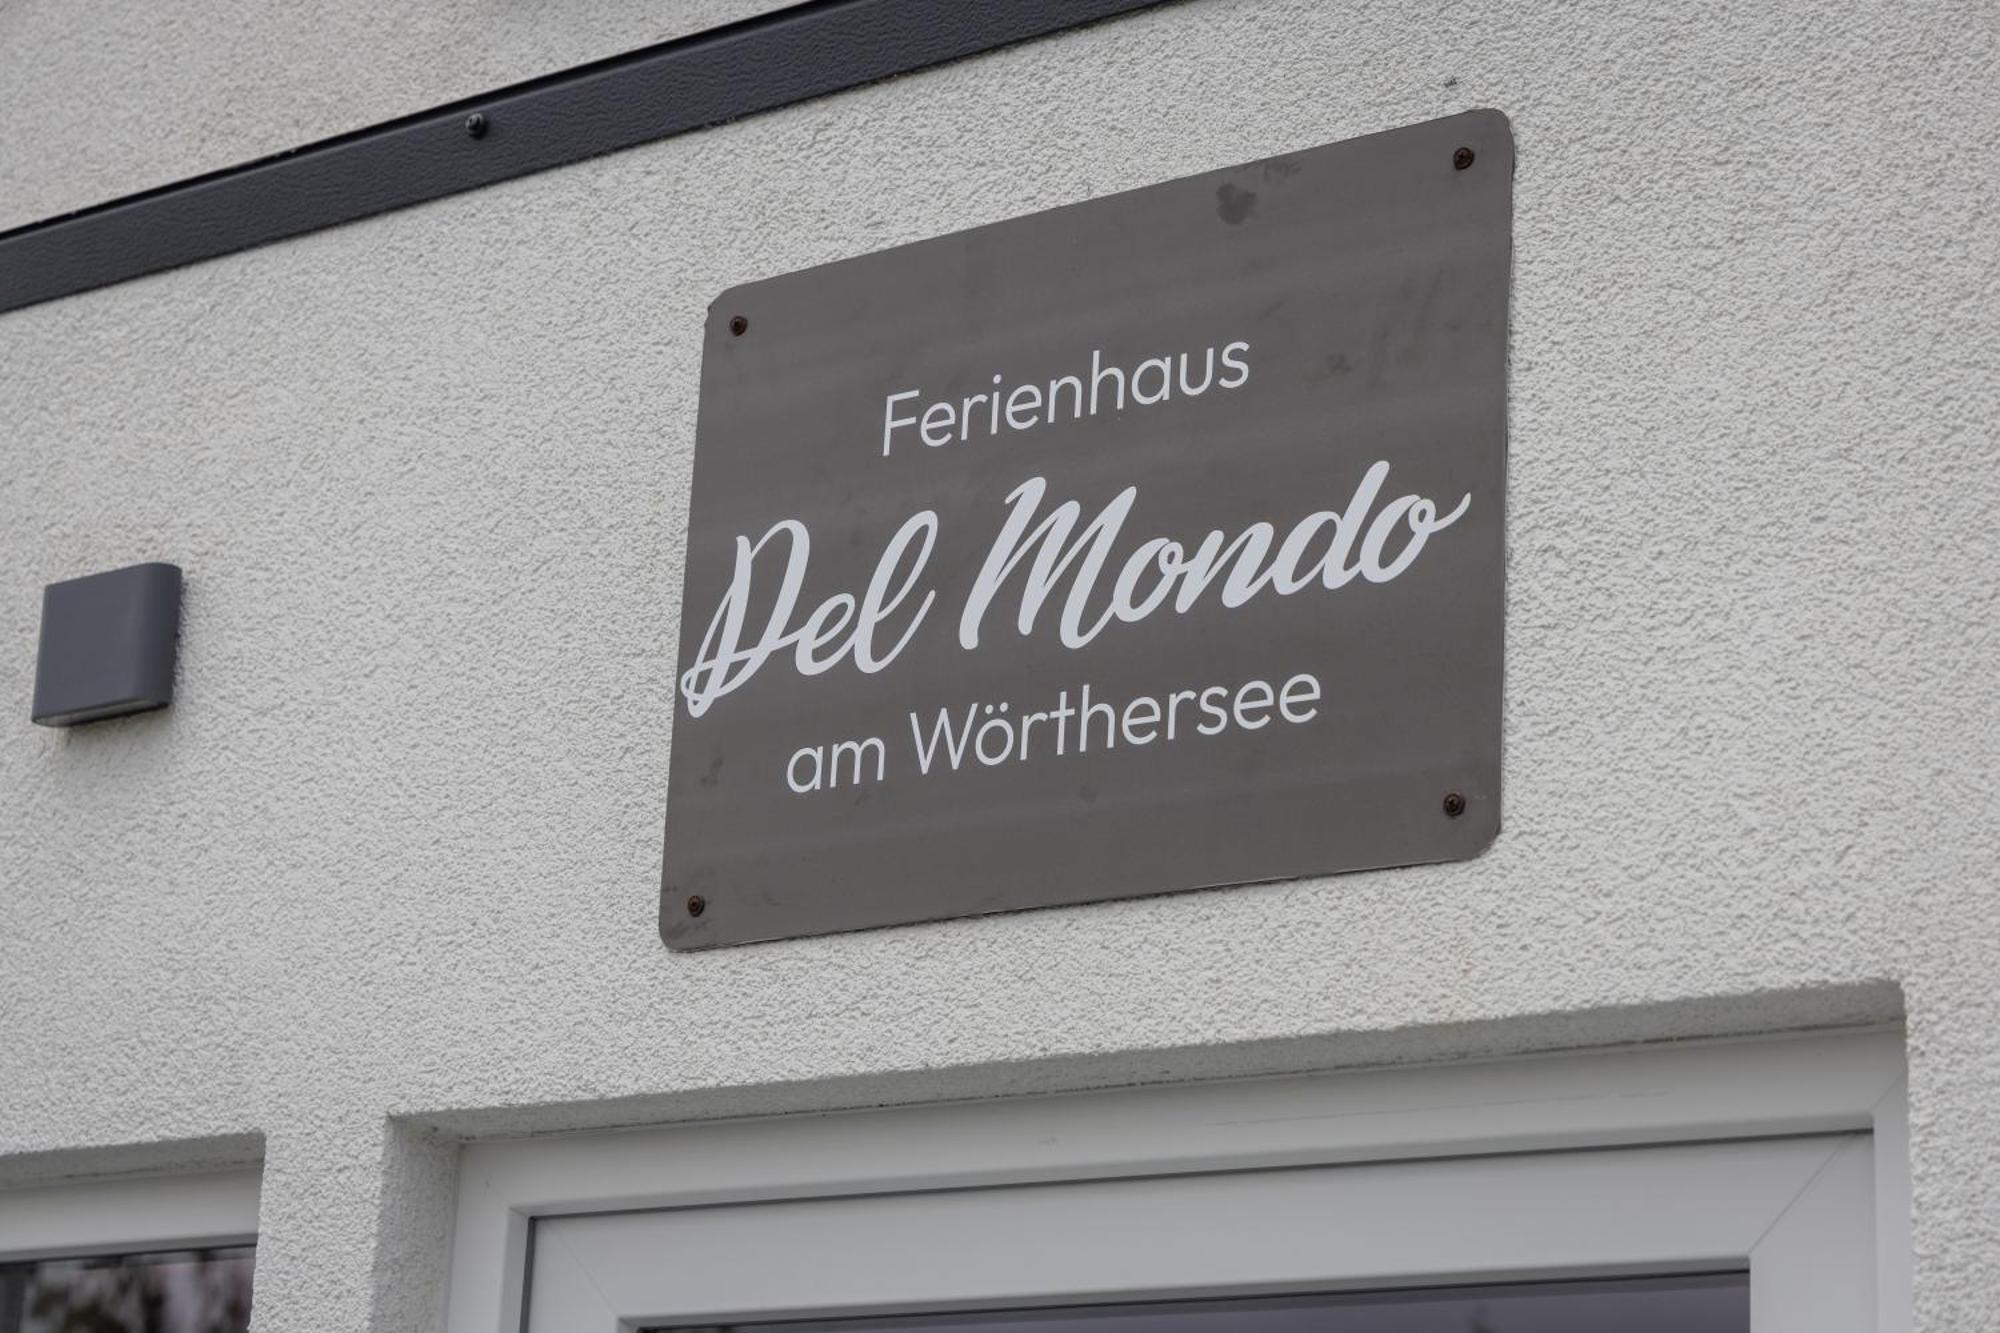 Ferienhaus
Del Mondo
am Wörthersee